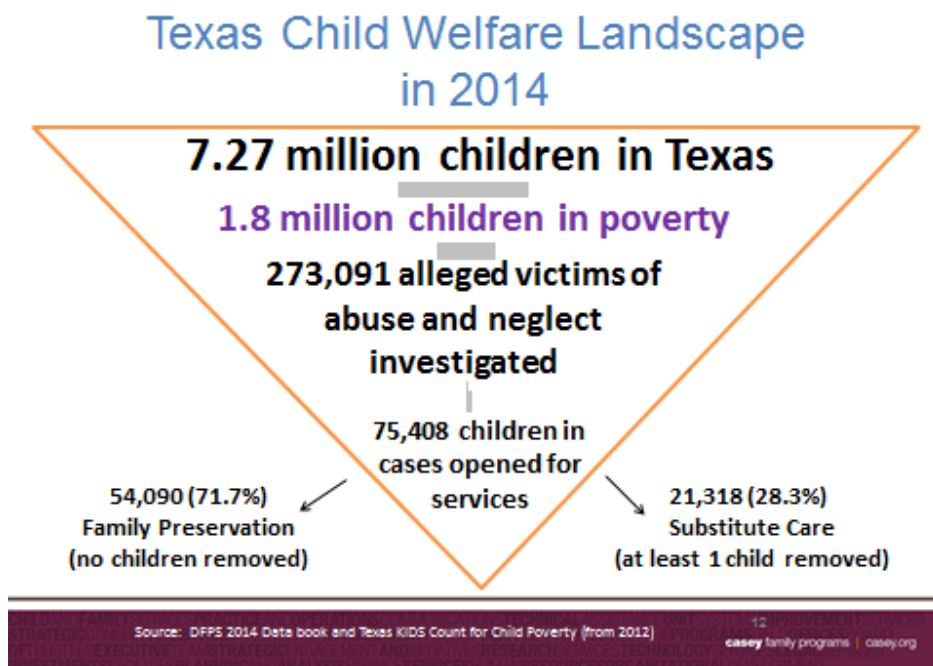 Texas Child Welfare Landscape
in 2014
7.27 million children in Texas
1.8 million children in poverty
273,091 alleged victims of
abuse and neglect
investigated
75,408 children in
cases opened for
services
54,090 (71.7%)
Family Preservation
(no children removed)
21,318 (28.3%)
Substitute Care
(at least 1 child removed)
Source: DFPS 2014 Data book and Texas KIDS Count for Child Poverty (from 2012)
12
casey family programs | casey.org